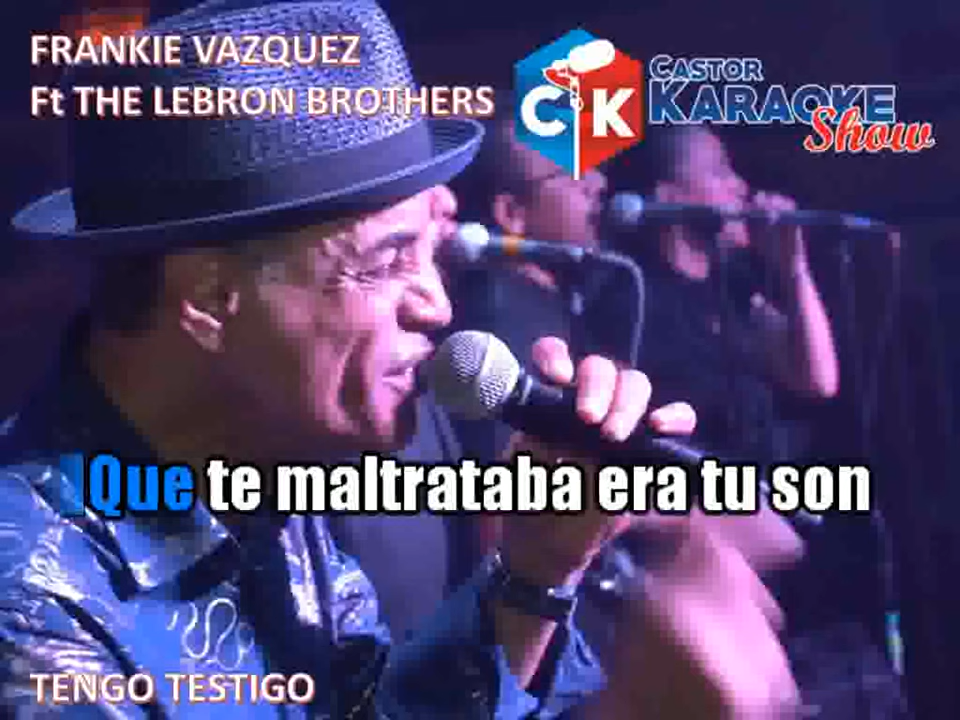 FRANKIE VAZQUEZ
Ft THE LEBRON BROTHERS
CK
CASTOR
KARAOKE
Show
Que te maltrataba era tu son
TENGO TESTIGO